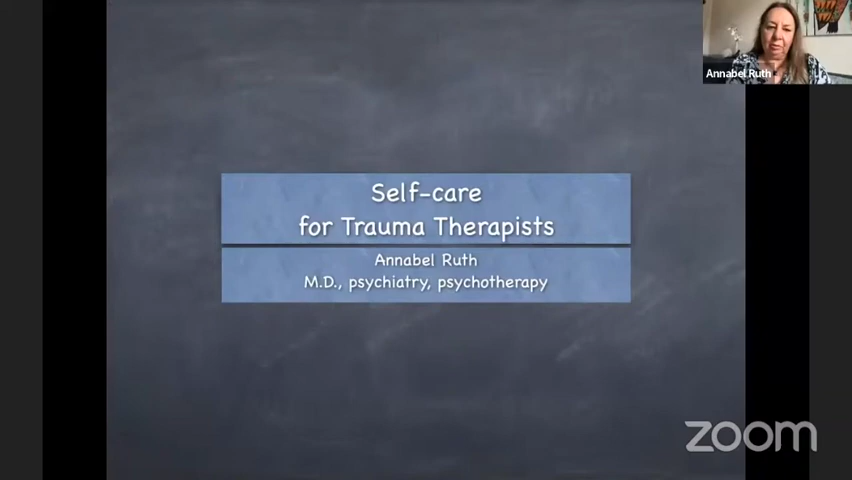 Self-care
for Trauma Therapists
Annabel Ruth
M.D., psychiatry, psychotherapy
Annabel Ruth
zoom